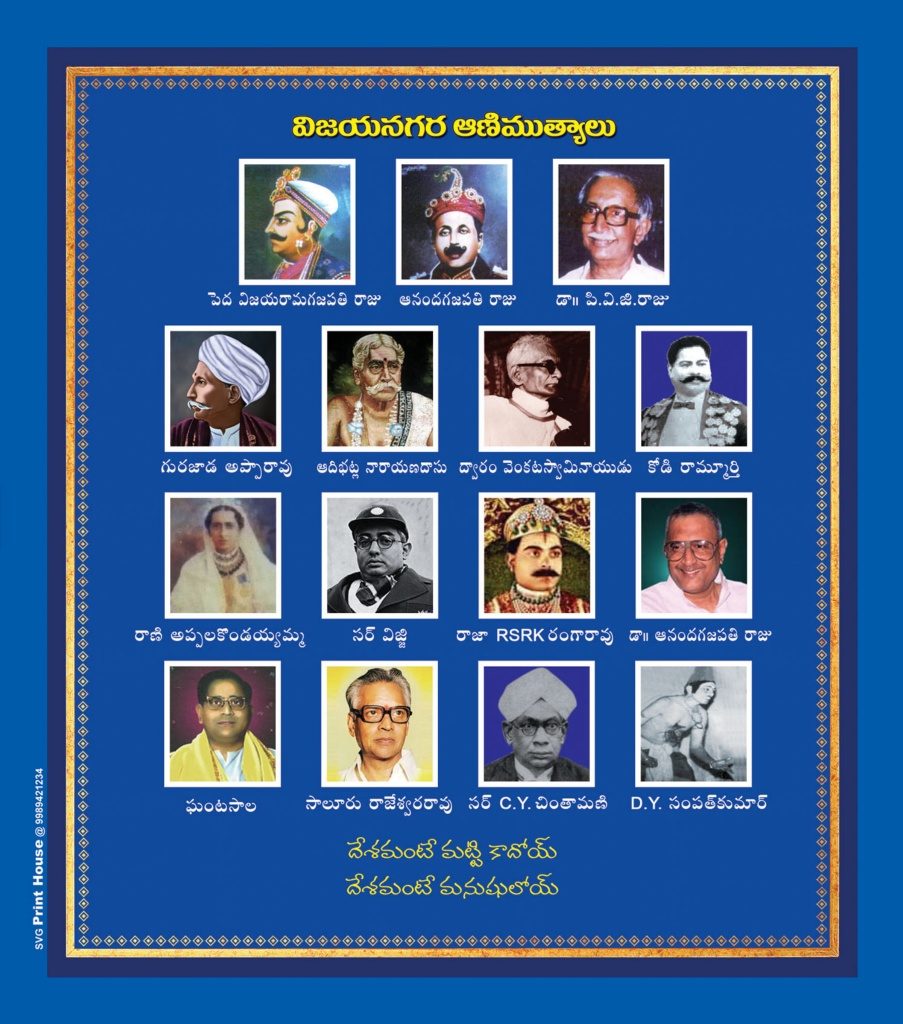 విజయనగర ఆణిముత్యాలు
పెద విజయరామగజపతి రాజు ఆనందగజపతి రాజు డా॥ పి.వి.జి.రాజు
గురజాడ అప్పారావు ఆదిభట్ల నారాయణదాసు ద్వారం వెంకటస్వామినాయుడు కోడి రామ్మూర్తి
రాణి అప్పలకొండయ్యమ్మ సర్ విజ్జి రాజా RSRK రంగారావు డా॥ ఆనందగజపతి రాజు
ఘంటసాల సాలూరు రాజేశ్వరరావు సర్ C.Y. చింతామణి D.Y. సంపత్‌కుమార్
దేశమంటే మట్టి కాదోయ్
దేశమంటే మనుషులోయ్
SVG Print House @ 9989421234